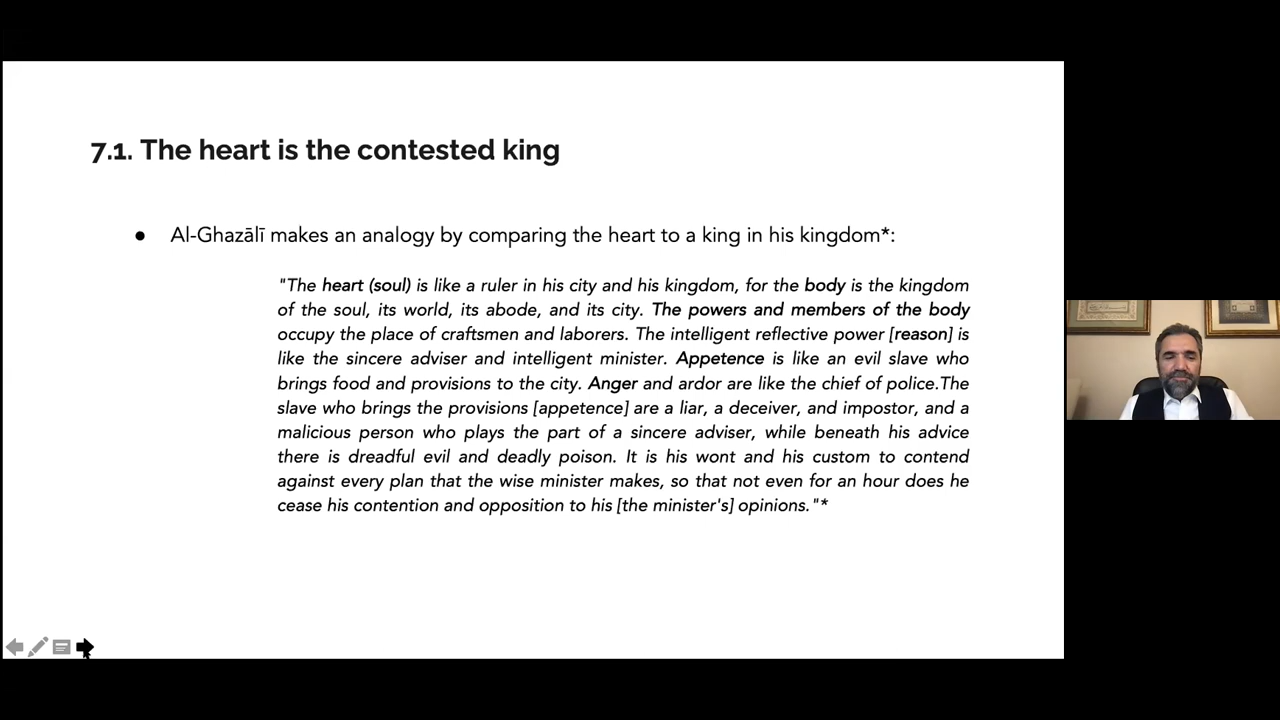 7.1. The heart is the contested king
● Al-Ghazālī makes an analogy by comparing the heart to a king in his kingdom*:
"The heart (soul) is like a ruler in his city and his kingdom, for the body is the kingdom
of the soul, its world, its abode, and its city. The powers and members of the body
occupy the place of craftsmen and laborers. The intelligent reflective power [reason] is
like the sincere adviser and intelligent minister. Appetence is like an evil slave who
brings food and provisions to the city. Anger and ardor are like the chief of police.The
slave who brings the provisions [appetence] are a liar, a deceiver, and impostor, and a
malicious person who plays the part of a sincere adviser, while beneath his advice
there is dreadful evil and deadly poison. It is his wont and his custom to contend
against every plan that the wise minister makes, so that not even for an hour does he
cease his contention and opposition to his [the minister's] opinions."*